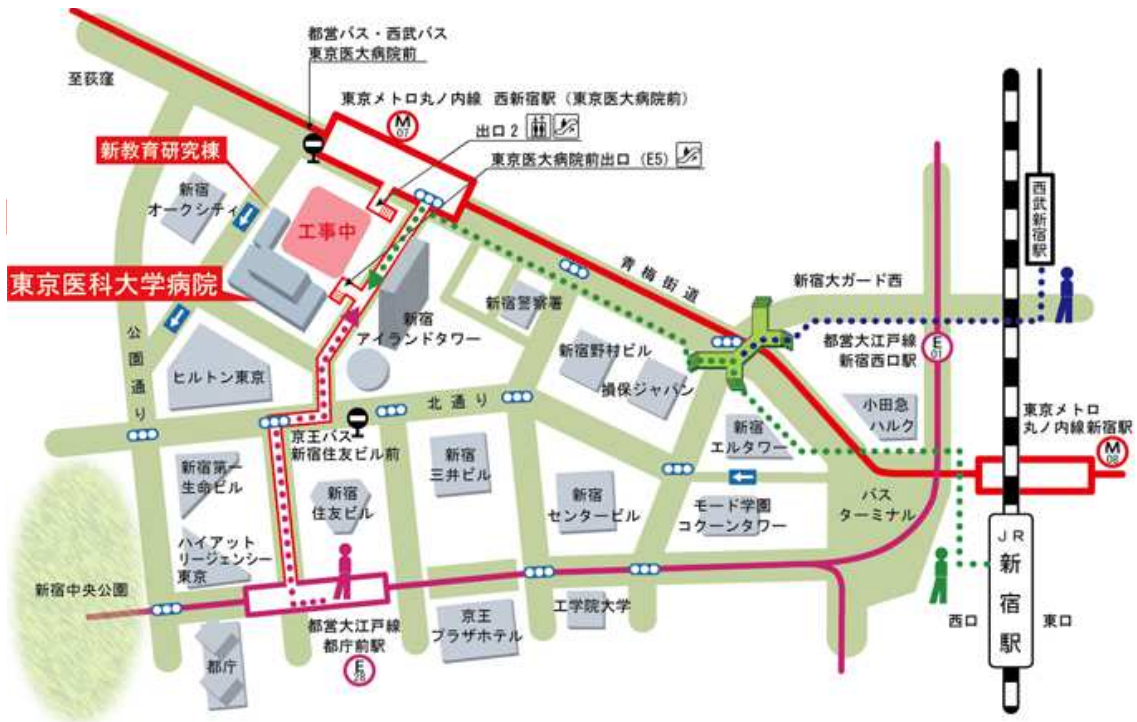 都営バス・西武バス
東京医大病院前
至荻窪
東京メトロ丸ノ内線 西新宿駅（東京医大病院前）
M
07
出口2
東京医大病院前出口（E5）
新教育研究棟
新宿
オークシティ
工事中
東京医科大学病院
西武新宿駅
青梅街道
新宿大ガード西
新宿警察署
新宿
アイランドタワー
公園通り
ヒルトン東京
新宿野村ビル
損保ジャパン
都営大江戸線
新宿西口駅
E
01
北通り
小田急
ハルク
東京メトロ
丸ノ内線新宿駅
M
08
京王バス
新宿住友ビル前
新宿
エルタワー
新宿第一
生命ビル
新宿
三井ビル
新宿
住友ビル
新宿
センタービル
モード学園
コクーンタワー
バス
ターミナル
ハイアット
リージェンシー
東京
JR
新宿駅
新宿中央公園
工学院大学
西口
東口
都営大江戸線
都庁前駅
E
28
京王
プラザホテル
都庁